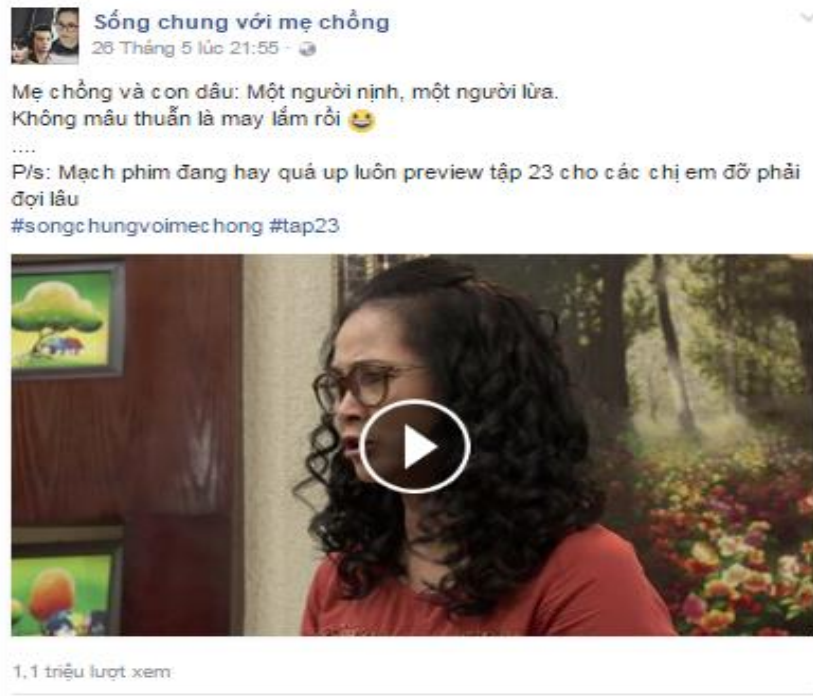 Sống chung với mẹ chồng
26 Tháng 5 lúc 21:55 ·
Mẹ chồng và con dâu: Một người nịnh, một người lừa.
Không mâu thuẫn là may lắm rồi 😆
....
P/s: Mạch phim đang hay quá up luôn preview tập 23 cho các chị em đỡ phải
đợi lâu
#songchungvoimechong #tap23
1,1 triệu lượt xem